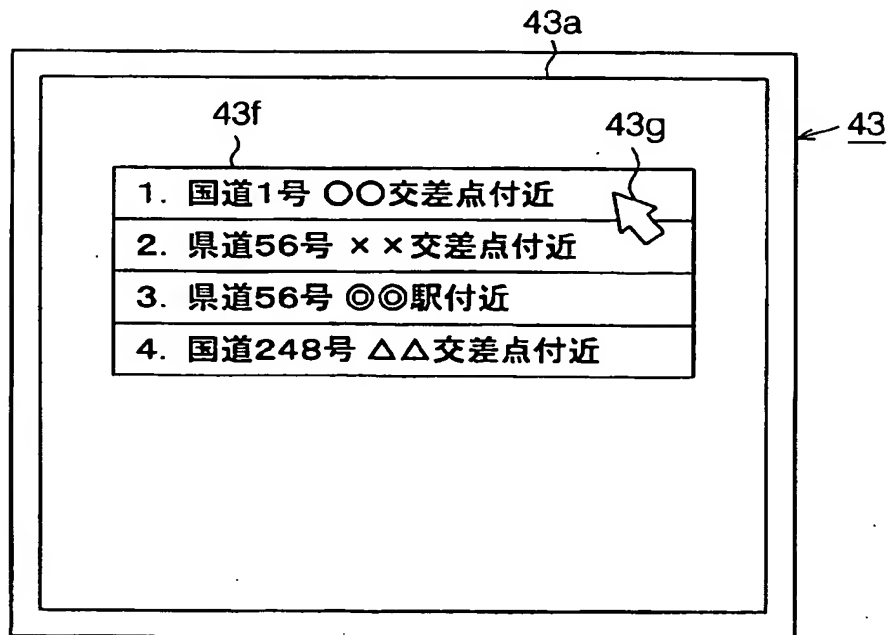 43a
43
43f
43g
1. 国道1号 ○○交差点付近
2. 県道56号 ××交差点付近
3. 県道56号 ◎◎駅付近
4. 国道248号 △△交差点付近